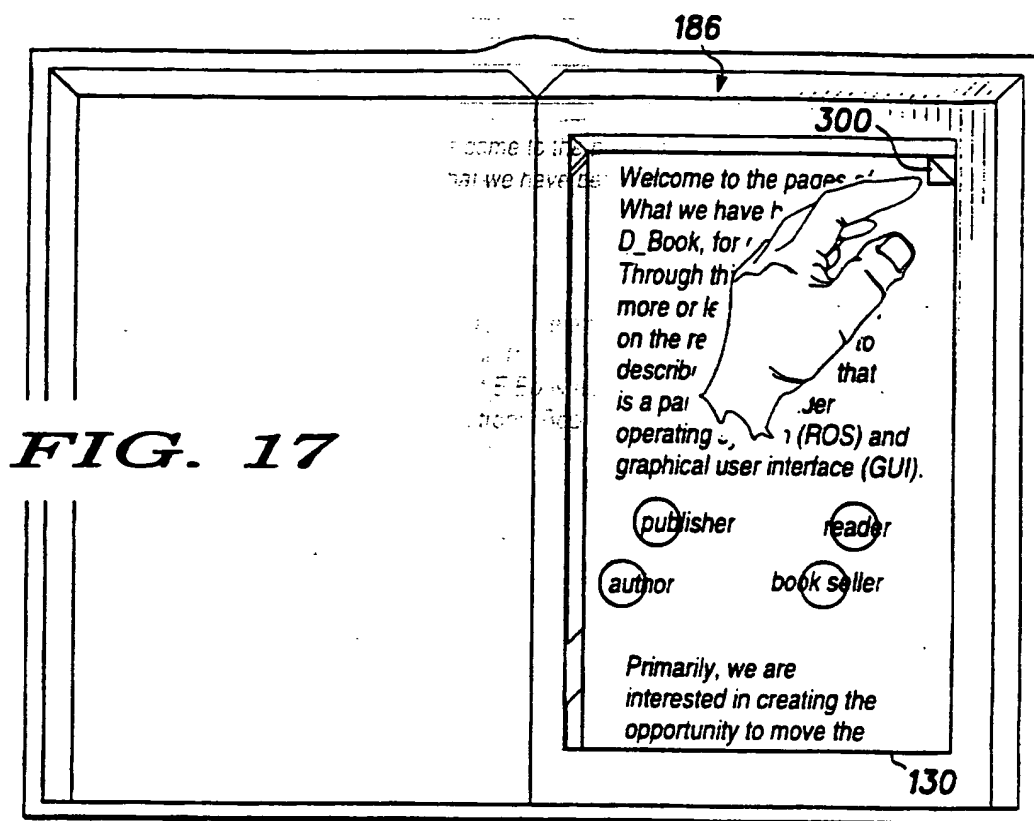 186
300
Welcome to the pages
What we have
D_Book, for
Through
more or
on the to
that
is a
operating (ROS) and
graphical user interface (GUI).
publisher reader
author book seller
Primarily, we are
interested in creating the
opportunity to move the
130
FIG. 17